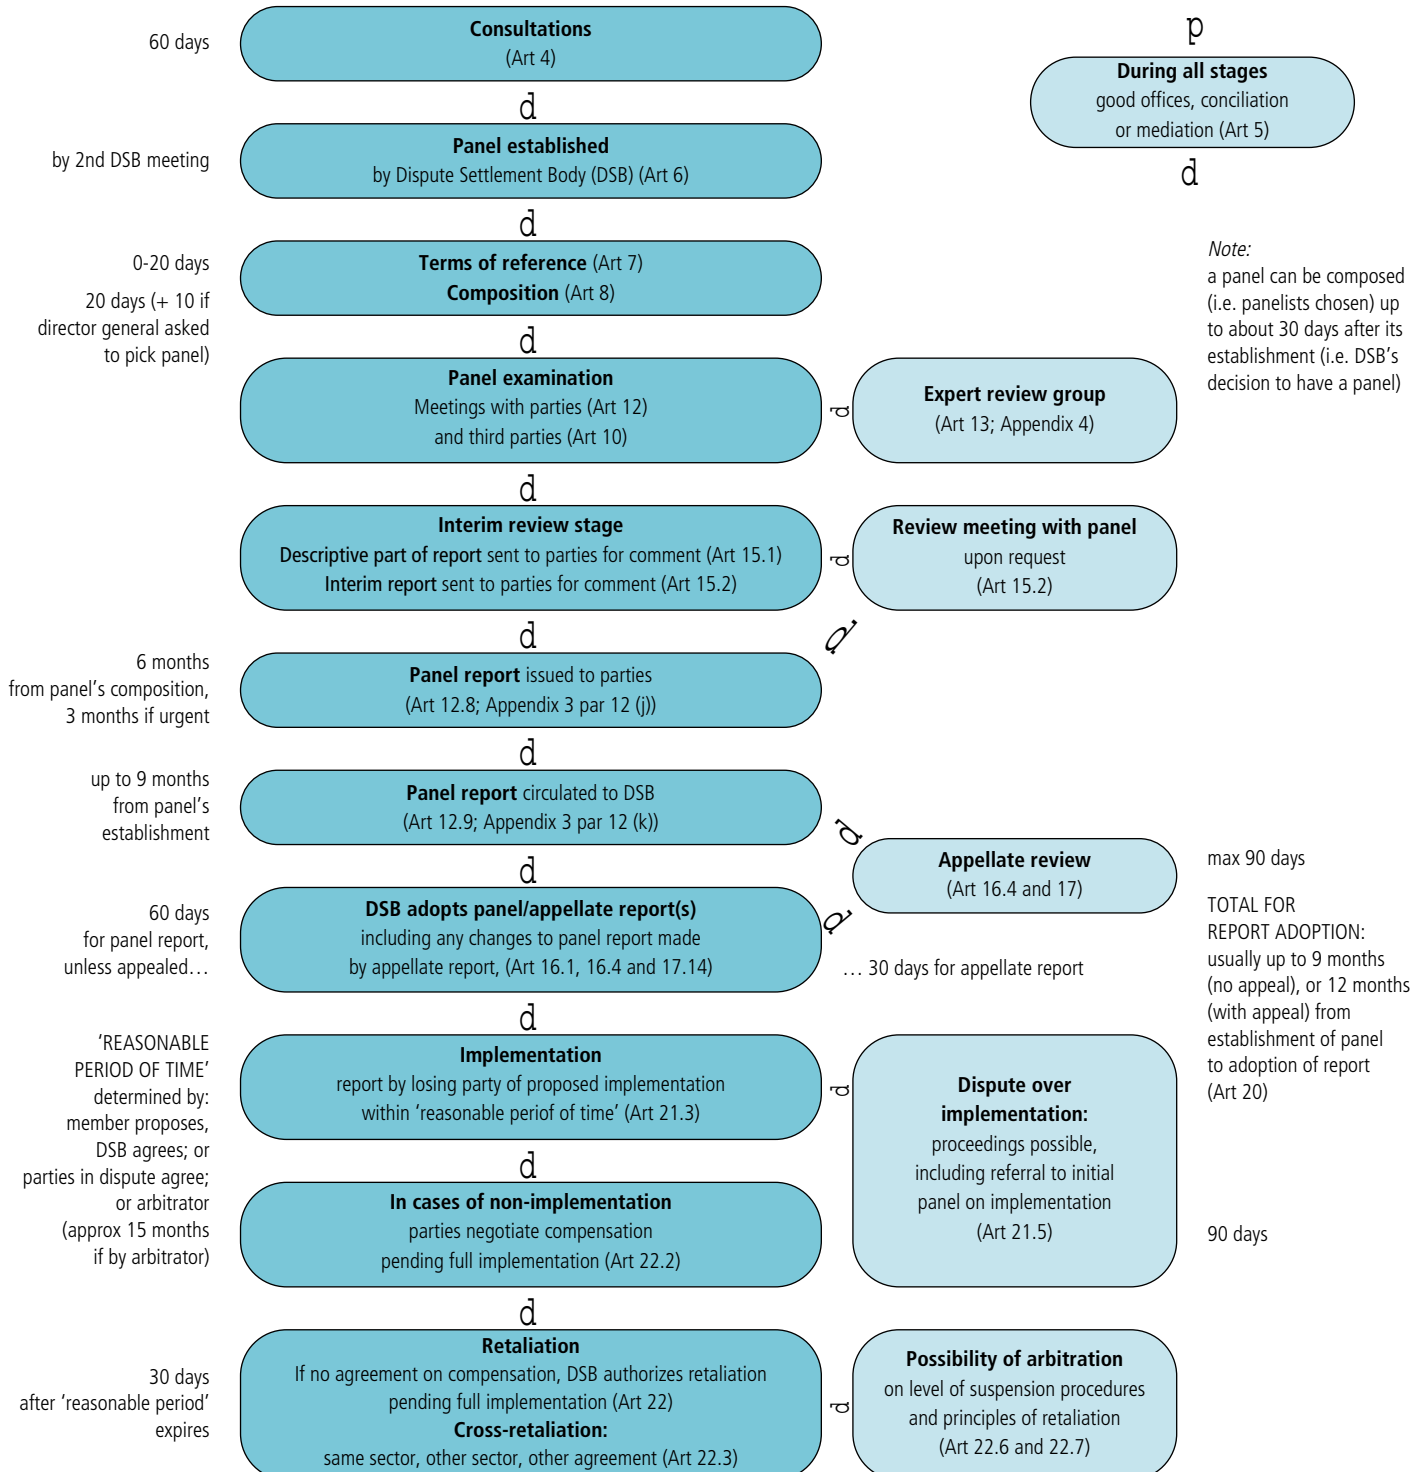 60 days
Consultations
(Art 4)
p
During all stages
good offices, conciliation
or mediation (Art 5)
d
d
by 2nd DSB meeting
Panel established
by Dispute Settlement Body (DSB) (Art 6)
d
0-20 days
20 days (+ 10 if
director general asked
to pick panel)
Terms of reference (Art 7)
Composition (Art 8)
Note:
a panel can be composed
(i.e. panelists chosen) up
to about 30 days after its
establishment (i.e. DSB’s
decision to have a panel)
d
Panel examination
Meetings with parties (Art 12)
and third parties (Art 10)
d
Expert review group
(Art 13; Appendix 4)
d
Interim review stage
Descriptive part of report sent to parties for comment (Art 15.1)
Interim report sent to parties for comment (Art 15.2)
d
Review meeting with panel
upon request
(Art 15.2)
d
d
6 months
from panel’s composition,
3 months if urgent
Panel report issued to parties
(Art 12.8; Appendix 3 par 12 (j))
d
up to 9 months
from panel’s
establishment
Panel report circulated to DSB
(Art 12.9; Appendix 3 par 12 (k))
d
d
Appellate review
(Art 16.4 and 17)
max 90 days
d
60 days
for panel report,
unless appealed…
DSB adopts panel/appellate report(s)
including any changes to panel report made
by appellate report, (Art 16.1, 16.4 and 17.14)
… 30 days for appellate report
TOTAL FOR
REPORT ADOPTION:
usually up to 9 months
(no appeal), or 12 months
(with appeal) from
establishment of panel
to adoption of report
(Art 20)
d
‘REASONABLE
PERIOD OF TIME’
determined by:
member proposes,
DSB agrees; or
parties in dispute agree;
or arbitrator
(approx 15 months
if by arbitrator)
Implementation
report by losing party of proposed implementation
within ‘reasonable periof of time’ (Art 21.3)
d
Dispute over
implementation:
proceedings possible,
including referral to initial
panel on implementation
(Art 21.5)
90 days
d
In cases of non-implementation
parties negotiate compensation
pending full implementation (Art 22.2)
d
30 days
after ‘reasonable period’
expires
Retaliation
If no agreement on compensation, DSB authorizes retaliation
pending full implementation (Art 22)
Cross-retaliation:
same sector, other sector, other agreement (Art 22.3)
d
Possibility of arbitration
on level of suspension procedures
and principles of retaliation
(Art 22.6 and 22.7)